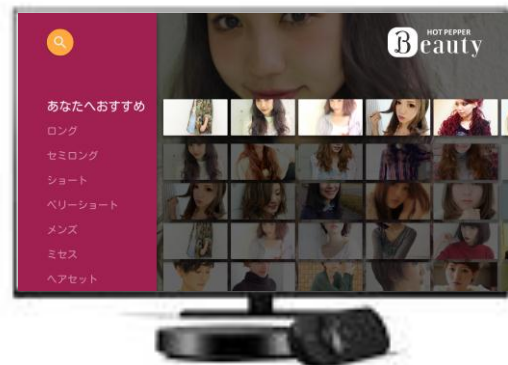 HOT PEPPER
Beauty
あなたへおすすめ
ロング
セミロング
ショート
ベリーショート
メンズ
ミセス
ヘアセット